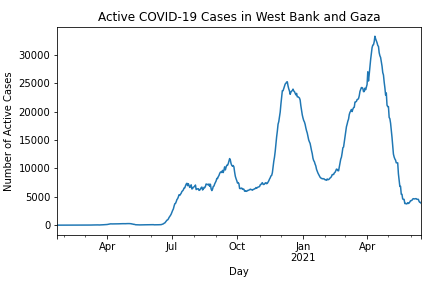 Active COVID-19 Cases in West Bank and Gaza
Number of Active Cases
30000
25000
20000
15000
10000
5000
0
Apr
Jul
Oct
Jan
2021
Apr
Day